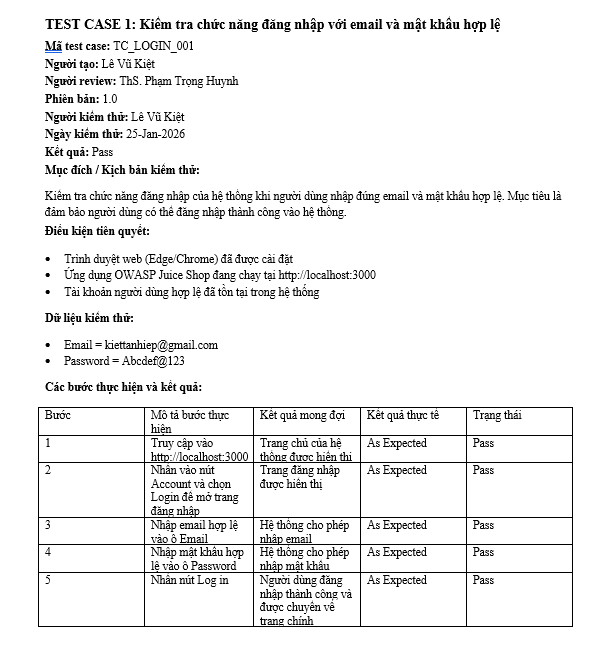 TEST CASE 1: Kiểm tra chức năng đăng nhập với email và mật khẩu hợp lệ
Mã test case: TC_LOGIN_001
Người tạo: Lê Vũ Kiệt
Người review: ThS. Phạm Trọng Huynh
Phiên bản: 1.0
Người kiểm thử: Lê Vũ Kiệt
Ngày kiểm thử: 25-Jan-2026
Kết quả: Pass
Mục đích / Kịch bản kiểm thử:
Kiểm tra chức năng đăng nhập của hệ thống khi người dùng nhập đúng email và mật khẩu hợp lệ. Mục tiêu là
đảm bảo người dùng có thể đăng nhập thành công vào hệ thống.
Điều kiện tiên quyết:
• Trình duyệt web (Edge/Chrome) đã được cài đặt
• Ứng dụng OWASP Juice Shop đang chạy tại http://localhost:3000
• Tài khoản người dùng hợp lệ đã tồn tại trong hệ thống
Dữ liệu kiểm thử:
• Email = kiettanhiep@gmail.com
• Password = Abcdef@123
Các bước thực hiện và kết quả:
Bước | Mô tả bước thực | Kết quả mong đợi | Kết quả thực tế | Trạng thái
hiện
1 | Truy cập vào | Trang chủ của hệ | As Expected | Pass
http://localhost:3000 | thống được hiển thị
2 | Nhấn vào nút | Trang đăng nhập | As Expected | Pass
Account và chọn | được hiển thị
Login để mở trang
đăng nhập
3 | Nhập email hợp lệ | Hệ thống cho phép | As Expected | Pass
vào ô Email | nhập email
4 | Nhập mật khẩu hợp | Hệ thống cho phép | As Expected | Pass
lệ vào ô Password | nhập mật khẩu
5 | Nhấn nút Log in | Người dùng đăng | As Expected | Pass
nhập thành công và
được chuyển về
trang chính